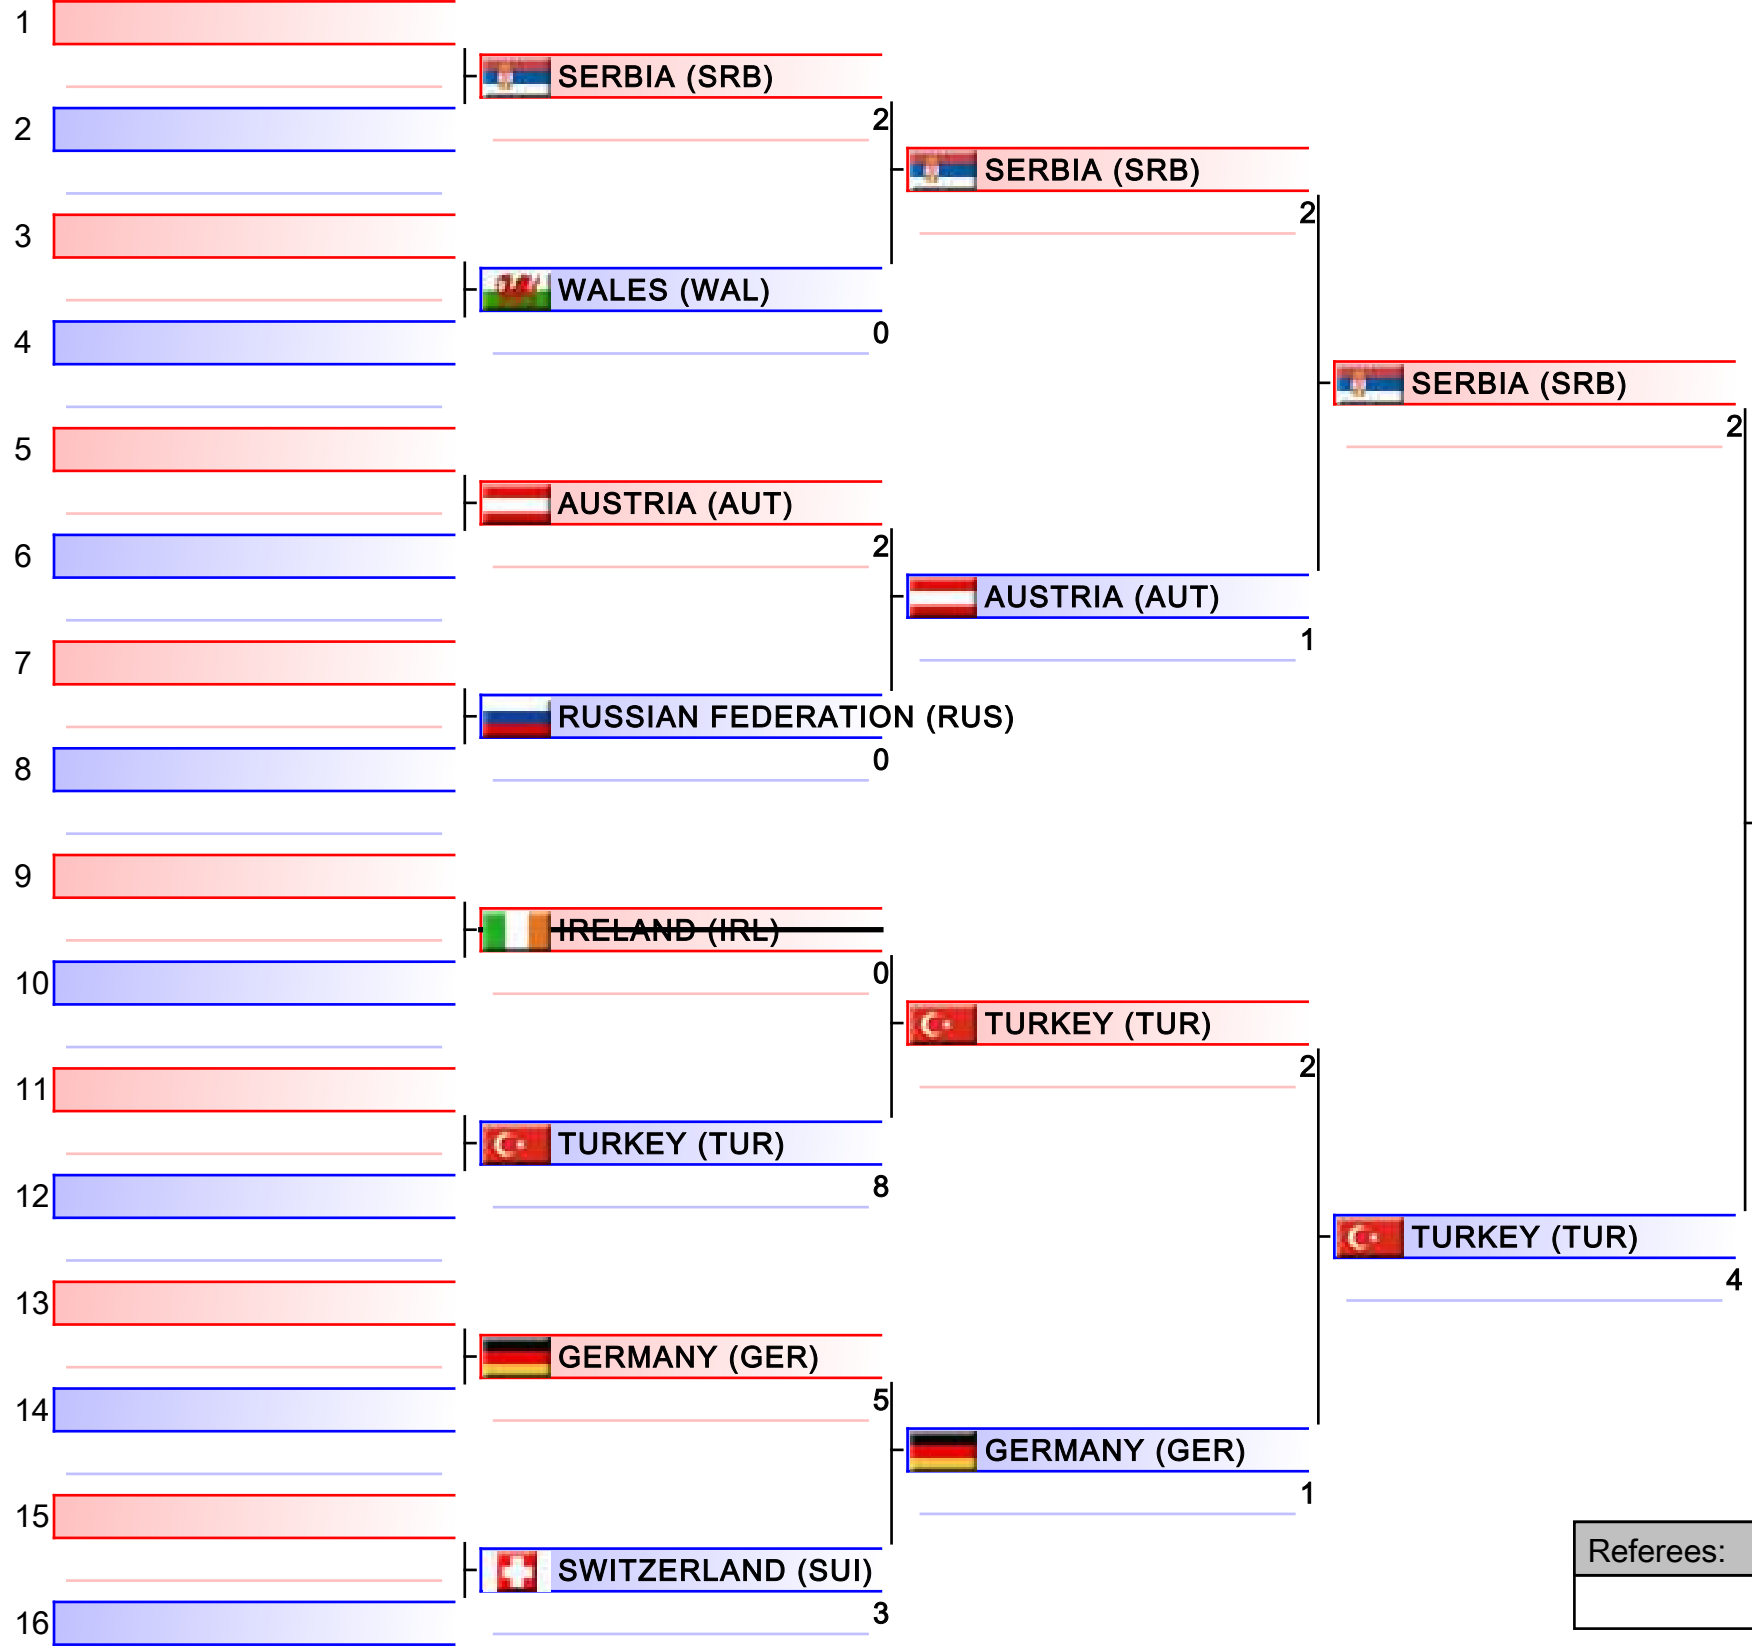 1
SERBIA (SRB)
2
2
SERBIA (SRB)
2
3
WALES (WAL)
0
4
SERBIA (SRB)
2
5
AUSTRIA (AUT)
2
6
AUSTRIA (AUT)
1
7
RUSSIAN FEDERATION (RUS)
0
8
9
IRELAND (IRL)
0
10
TURKEY (TUR)
2
11
TURKEY (TUR)
8
12
TURKEY (TUR)
4
13
GERMANY (GER)
5
14
GERMANY (GER)
1
15
SWITZERLAND (SUI)
3
16
Referees: